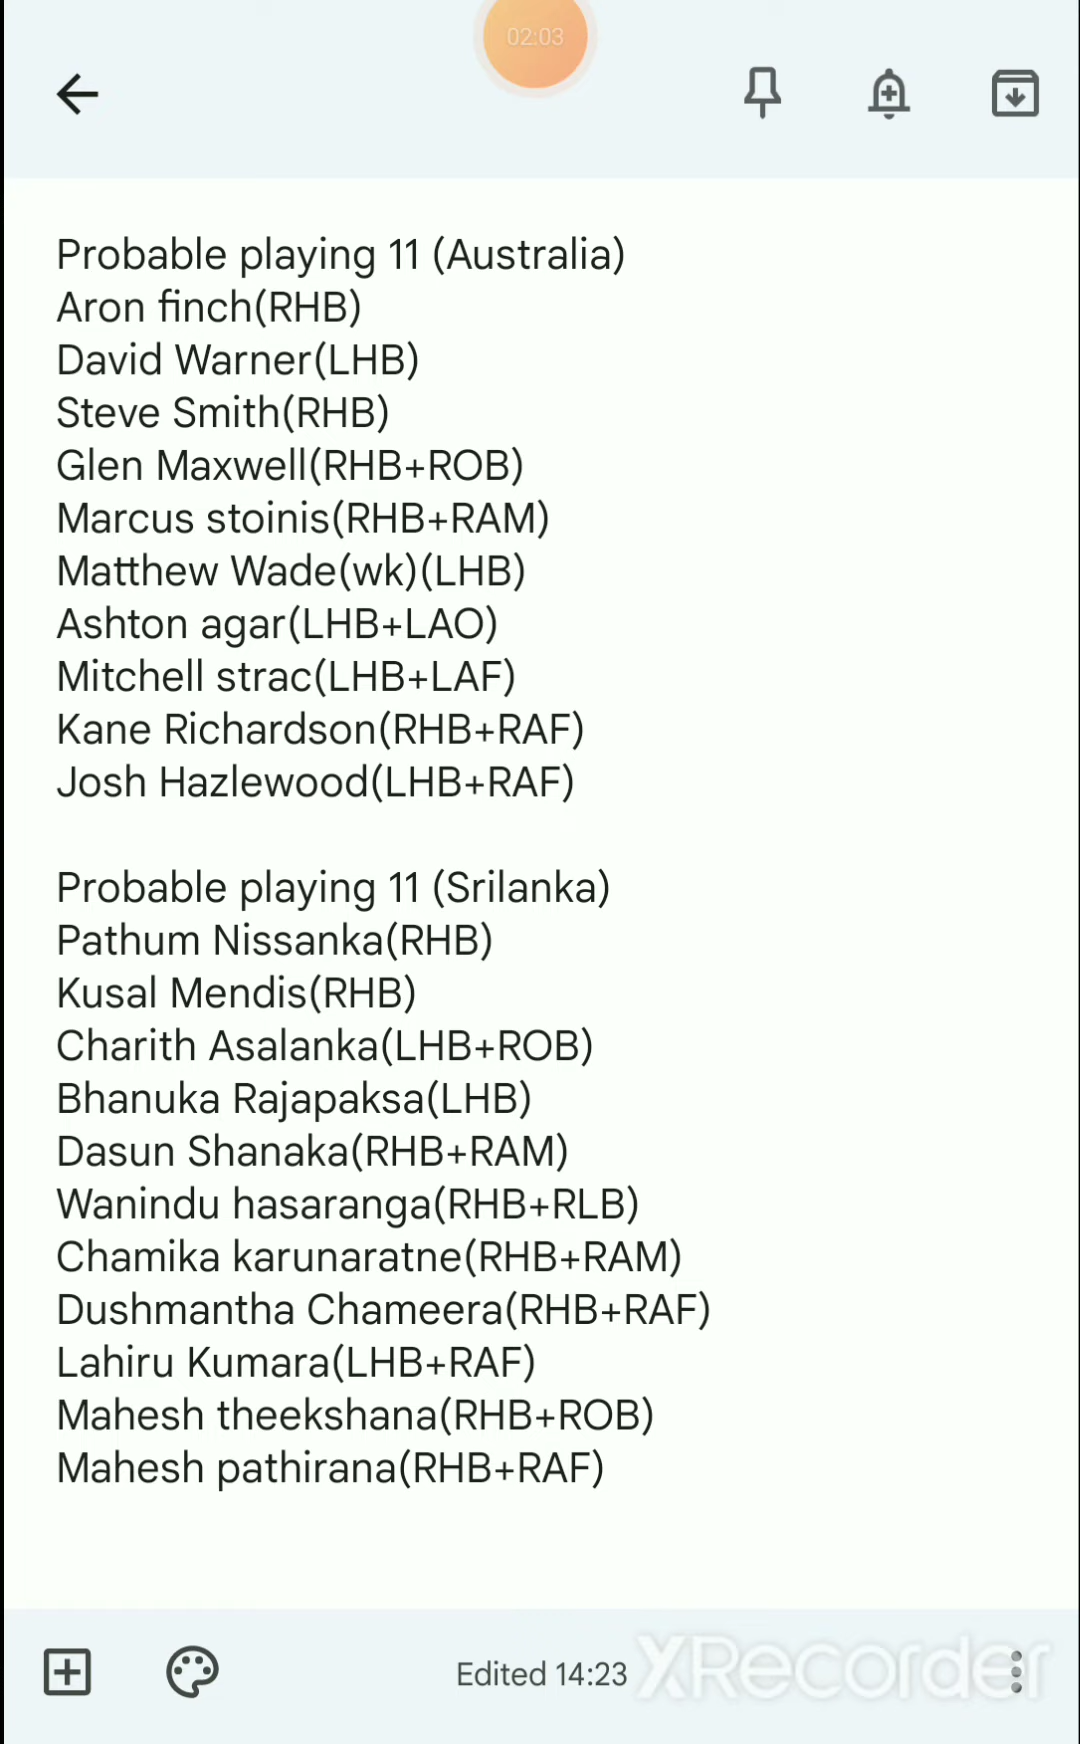 02:03
Probable playing 11 (Australia)
Aron finch(RHB)
David Warner(LHB)
Steve Smith(RHB)
Glen Maxwell(RHB+ROB)
Marcus stoinis(RHB+RAM)
Matthew Wade(wk)(LHB)
Ashton agar(LHB+LAO)
Mitchell strac(LHB+LAF)
Kane Richardson(RHB+RAF)
Josh Hazlewood(LHB+RAF)
Probable playing 11 (Srilanka)
Pathum Nissanka(RHB)
Kusal Mendis(RHB)
Charith Asalanka(LHB+ROB)
Bhanuka Rajapaksa(LHB)
Dasun Shanaka(RHB+RAM)
Wanindu hasaranga(RHB+RLB)
Chamika karunaratne(RHB+RAM)
Dushmantha Chameera(RHB+RAF)
Lahiru Kumara(LHB+RAF)
Mahesh theekshana(RHB+ROB)
Mahesh pathirana(RHB+RAF)
Edited 14:23 XRecorder